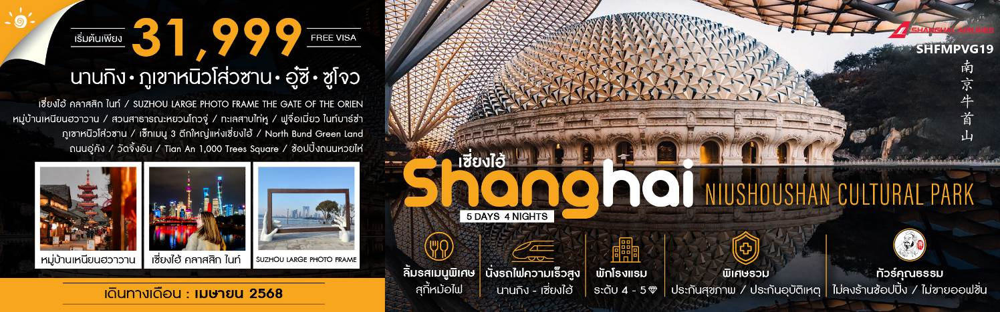 เริ่มต้นเพียง 31,999 FREE VISA
นานกิง • ภูเขาหนิวโส่วซาน • อู๋ซี • ซูโจว
เซี่ยงไฮ้ คลาสสิก ไนท์ / SUZHOU LARGE PHOTO FRAME THE GATE OF THE ORIEN
หมู่บ้านเหนียนฮวาวาน / สวนสาธารณะหยวนโถวจู่ / ทะเลสาบไท่หู / ฟูจื่อเมี่ยว ไนท์บาร์ซ่า
ภูเขาหนิวโส่วซาน / เช็กเมนู 3 ตึกใหญ่แห่งเซี่ยงไฮ้ / North Bund Green Land
ถนนอู่คัง / วัดจิ้งอัน / Tian An 1,000 Trees Square / ช้อปปิ้งถนนหวยไห่
หมู่บ้านเหนียนฮวาวาน
เซี่ยงไฮ้ คลาสสิก ไนท์
SUZHOU LARGE PHOTO FRAME
เดินทางเดือน : เมษายน 2568
SHANGHAI AIRLINES
SHFMPVG19
南京牛首山
เซี่ยงไฮ้
Shanghai NIUSHOUSHAN CULTURAL PARK
5 DAYS 4 NIGHTS
ลิ้มรสเมนูพิเศษ
สุกี้หม้อไฟ
นั่งรถไฟความเร็วสูง
นานกิง - เซี่ยงไฮ้
พักโรงแรม
ระดับ 4 - 5
พิเศษรวม
ประกันสุขภาพ / ประกันอุบัติเหตุ
ทัวร์คุณธรรม
ไม่ลงร้านช้อปปิ้ง / ไม่ขายออฟชั่น